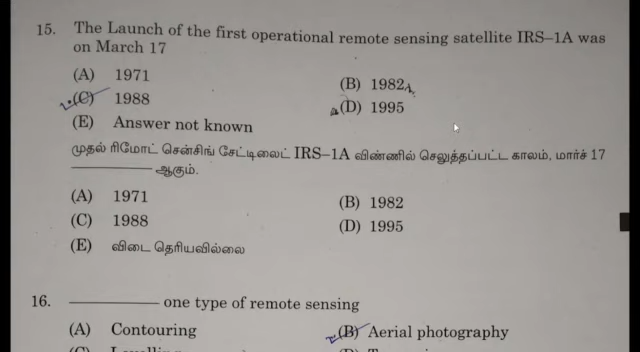 15. The Launch of the first operational remote sensing satellite IRS–1A was
on March 17
(A) 1971
(B) 1982
(C) 1988
(D) 1995
(E) Answer not known
முதல் ரிமோட் சென்சிங் சேட்டிலைட் IRS–1A விண்ணில் செலுத்தப்பட்ட காலம், மார்ச் 17
________ ஆகும்.
(A) 1971
(B) 1982
(C) 1988
(D) 1995
(E) விடை தெரியவில்லை
16. ________ one type of remote sensing
(A) Contouring
(B) Aerial photography